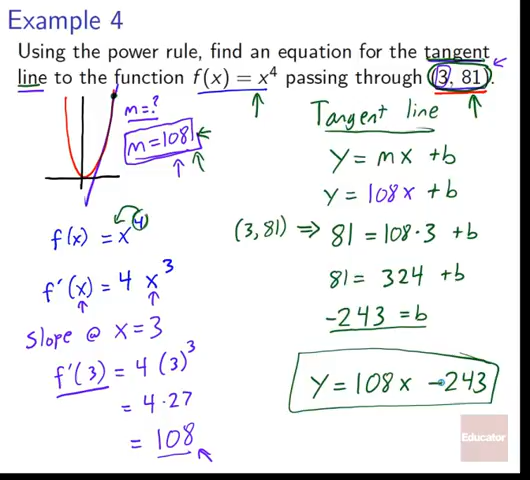 Example 4
Using the power rule, find an equation for the tangent
line to the function f(x) = x⁴ passing through (3, 81).
m=?
m=108
f(x) = x⁴
f'(x) = 4 x³
Slope @ x=3
f'(3) = 4 (3)³
= 4·27
= 108
Tangent line
y = mx + b
y = 108x + b
(3,81) ⇒ 81 = 108·3 + b
81 = 324 + b
-243 = b
y = 108x - 243
Educator